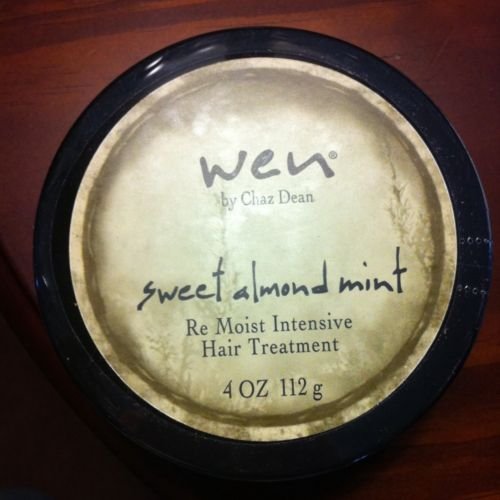 wen®
by Chaz Dean
sweet almond mint
Re Moist Intensive
Hair Treatment
4 OZ 112 g